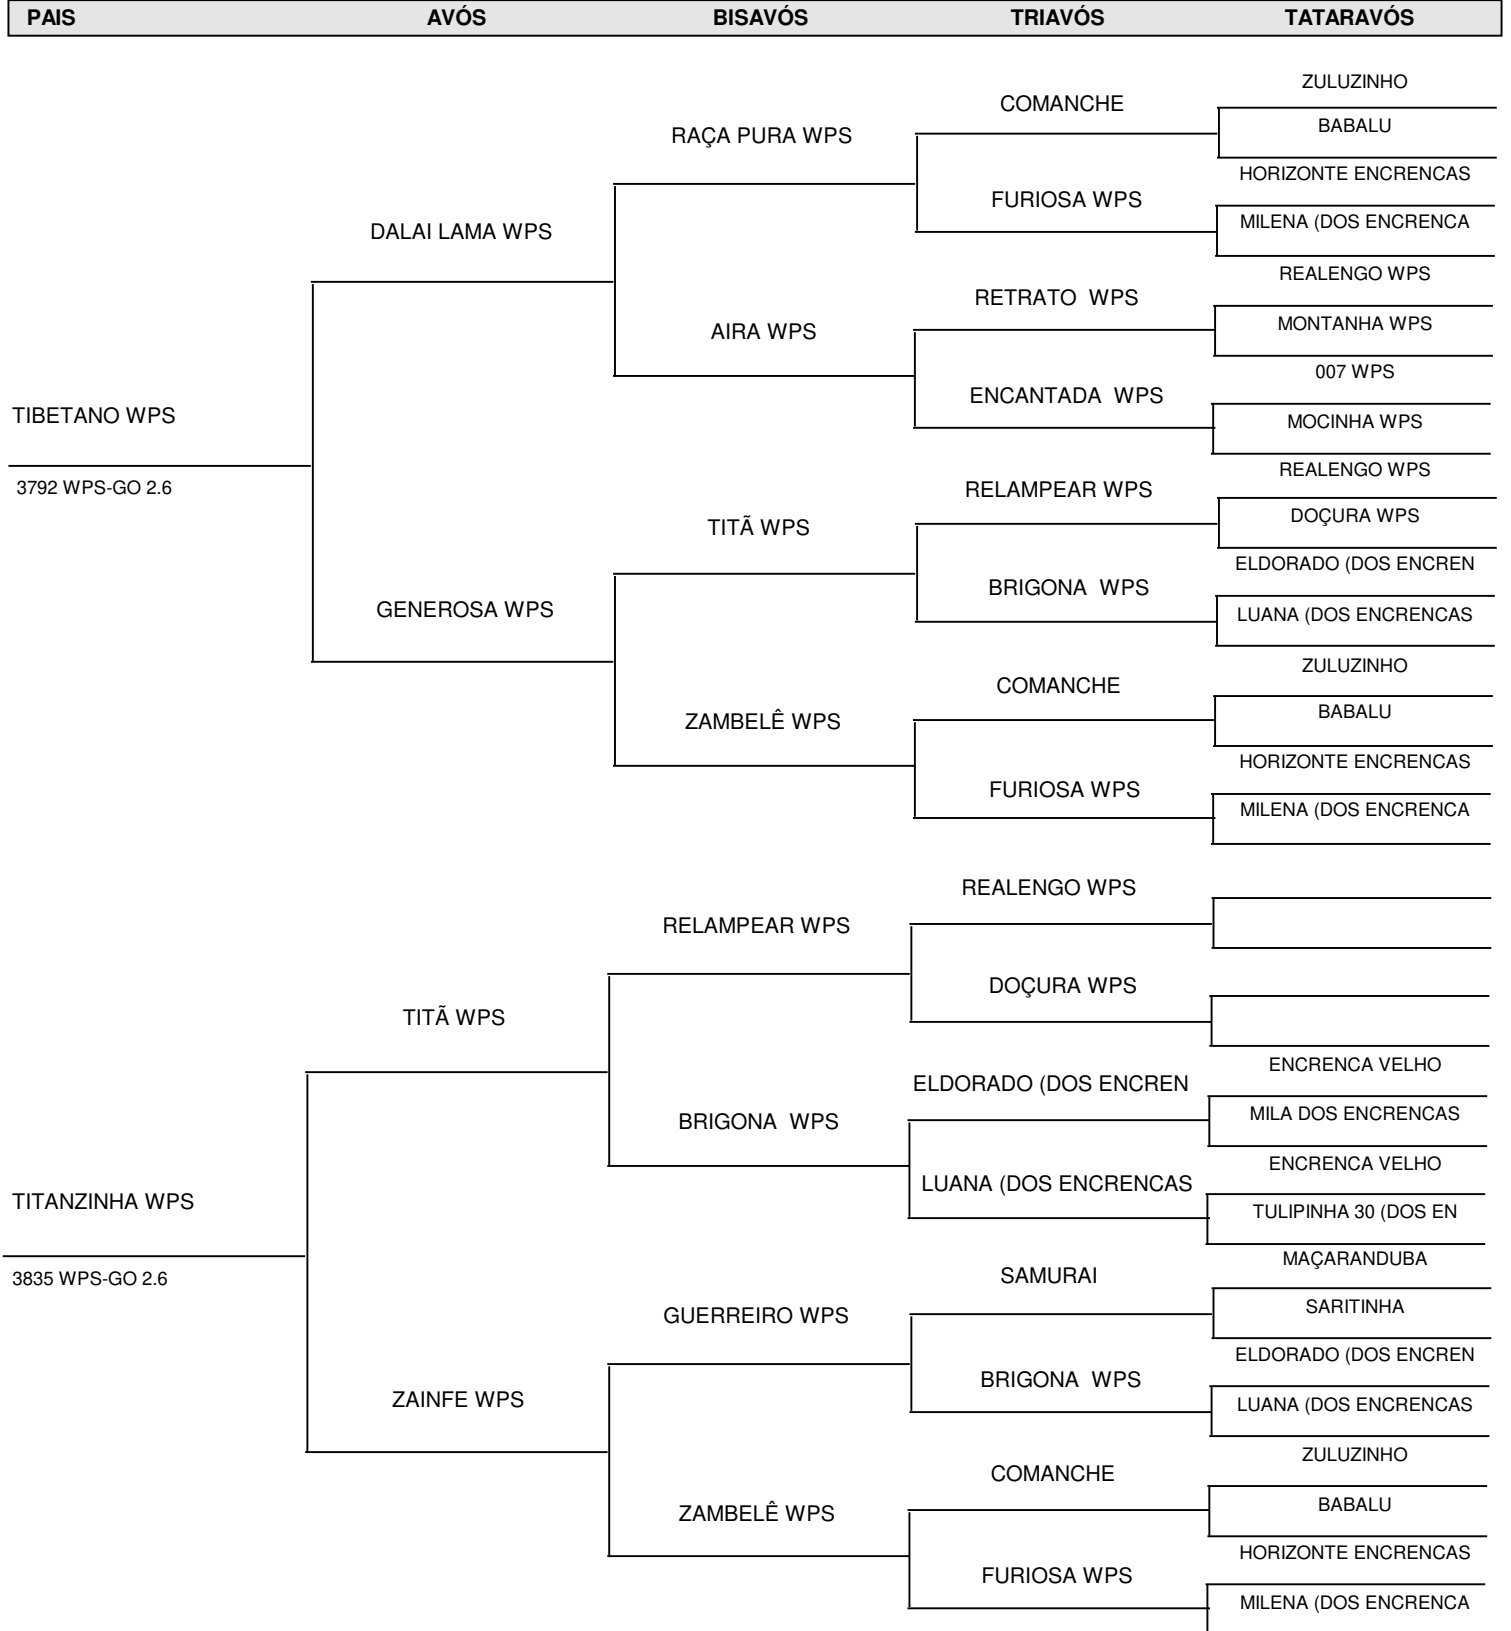 PAIS AVÓS BISAVÓS TRIAVÓS TATARAVÓS
ZULUZINHO
COMANCHE
BABALU
RAÇA PURA WPS
HORIZONTE ENCRENCAS
FURIOSA WPS
MILENA (DOS ENCRENCA
DALAI LAMA WPS
REALENGO WPS
RETRATO WPS
MONTANHA WPS
AIRA WPS
007 WPS
ENCANTADA WPS
MOCINHA WPS
TIBETANO WPS
3792 WPS-GO 2.6
REALENGO WPS
RELAMPEAR WPS
DOÇURA WPS
TITÃ WPS
ELDORADO (DOS ENCREN
BRIGONA WPS
LUANA (DOS ENCRENCAS
GENEROSA WPS
ZULUZINHO
COMANCHE
BABALU
ZAMBELÊ WPS
HORIZONTE ENCRENCAS
FURIOSA WPS
MILENA (DOS ENCRENCA
REALENGO WPS
RELAMPEAR WPS
DOÇURA WPS
TITÃ WPS
ENCRENCA VELHO
ELDORADO (DOS ENCREN
MILA DOS ENCRENCAS
BRIGONA WPS
ENCRENCA VELHO
LUANA (DOS ENCRENCAS
TULIPINHA 30 (DOS EN
TITANZINHA WPS
3835 WPS-GO 2.6
MAÇARANDUBA
SAMURAI
SARITINHA
GUERREIRO WPS
ELDORADO (DOS ENCREN
BRIGONA WPS
LUANA (DOS ENCRENCAS
ZAINFE WPS
ZULUZINHO
COMANCHE
BABALU
ZAMBELÊ WPS
HORIZONTE ENCRENCAS
FURIOSA WPS
MILENA (DOS ENCRENCA